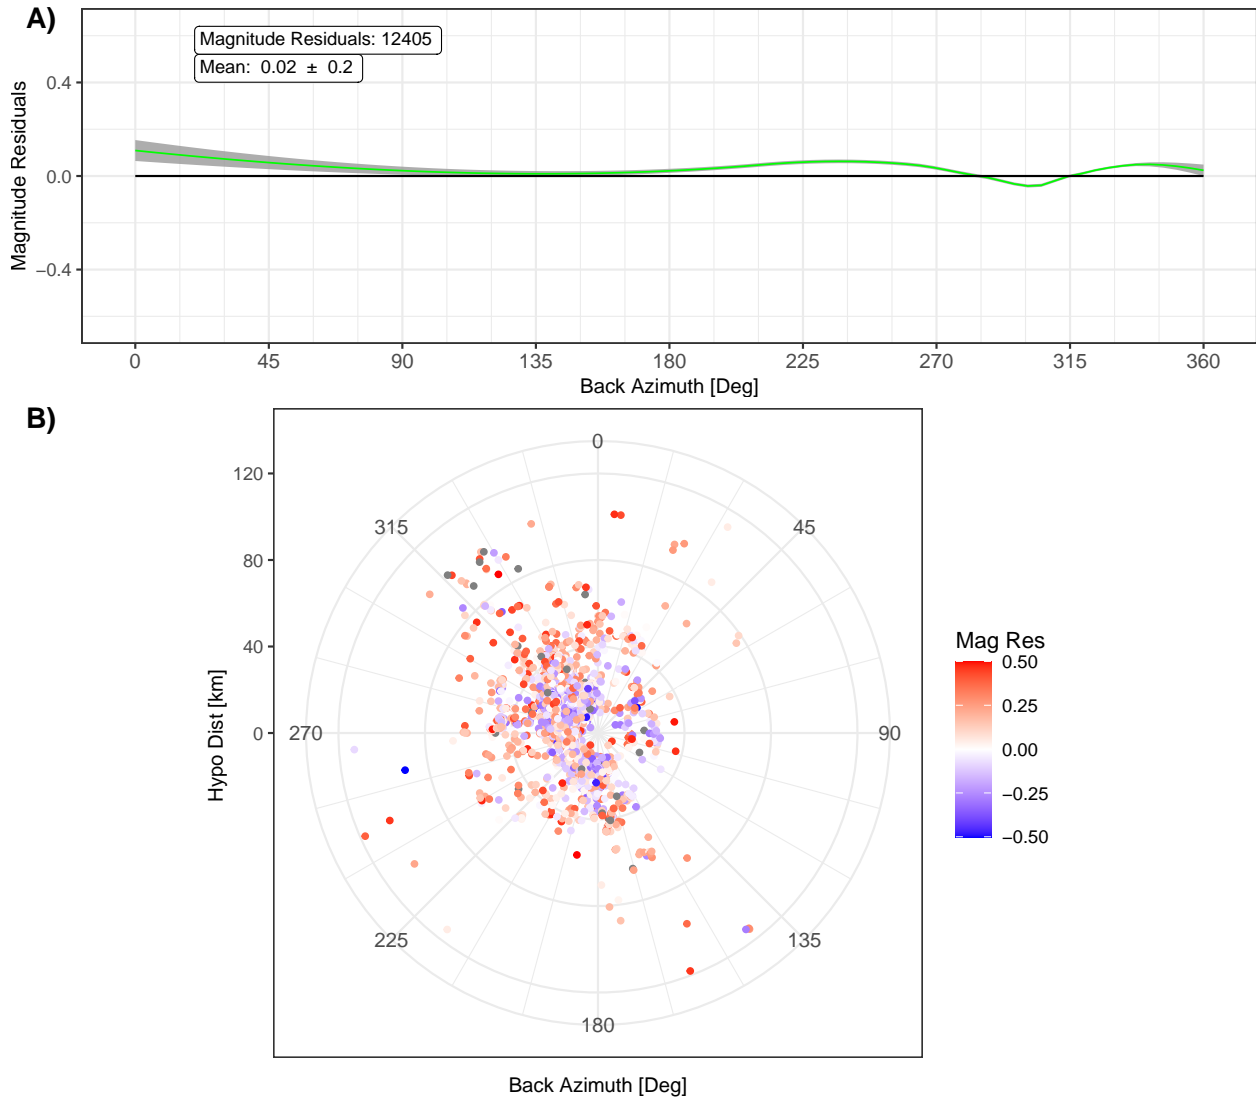 A)
Magnitude Residuals: 12405
Mean: 0.02 ± 0.2
Magnitude Residuals
0.4
0.0
−0.4
0 45 90 135 180 225 270 315 360
Back Azimuth [Deg]
B)
0
45
90
135
180
225
270
315
120
80
40
0
Hypo Dist [km]
Back Azimuth [Deg]
Mag Res
0.50
0.25
0.00
−0.25
−0.50